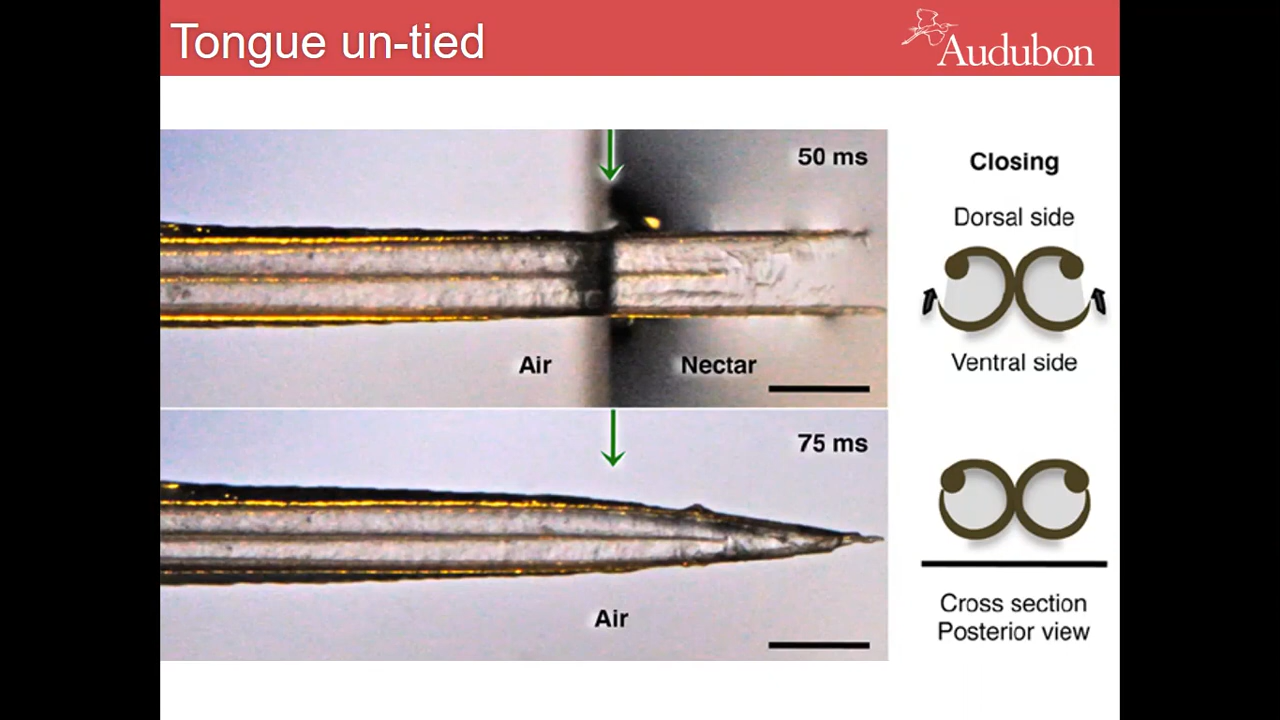 Tongue un-tied
Audubon
50 ms
Air
Nectar
75 ms
Air
Closing
Dorsal side
Ventral side
Cross section
Posterior view